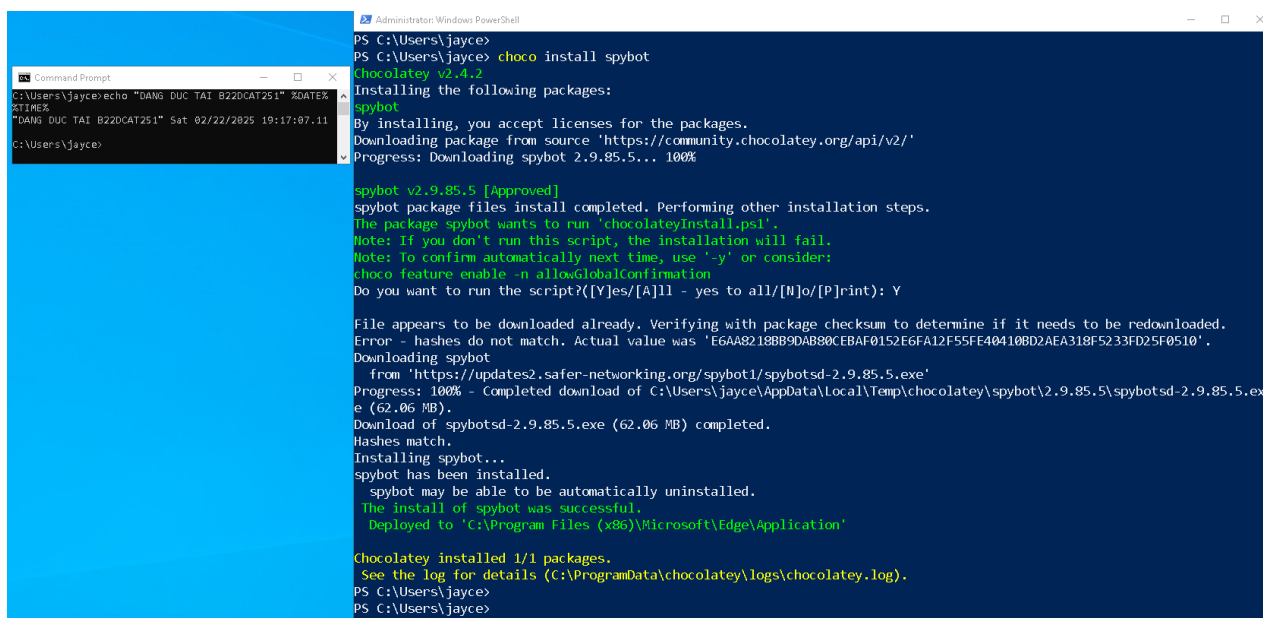 Command Prompt
C:\Users\jayce>echo "DANG DUC TAI B22DCAT251" %DATE%
%TIME%
"DANG DUC TAI B22DCAT251" Sat 02/22/2025 19:17:07.11
C:\Users\jayce>
Administrator: Windows PowerShell
PS C:\Users\jayce>
PS C:\Users\jayce> choco install spybot
Chocolatey v2.4.2
Installing the following packages:
spybot
By installing, you accept licenses for the packages.
Downloading package from source 'https://community.chocolatey.org/api/v2/'
Progress: Downloading spybot 2.9.85.5... 100%
spybot v2.9.85.5 [Approved]
spybot package files install completed. Performing other installation steps.
The package spybot wants to run 'chocolateyInstall.ps1'.
Note: If you don't run this script, the installation will fail.
Note: To confirm automatically next time, use '-y' or consider:
choco feature enable -n allowGlobalConfirmation
Do you want to run the script?([Y]es/[A]ll - yes to all/[N]o/[P]rint): Y
File appears to be downloaded already. Verifying with package checksum to determine if it needs to be redownloaded.
Error - hashes do not match. Actual value was 'E6AA8218BB9DAB80CEBAF0152E6FA12F55FE40410BD2AEA318F5233FD25F0510'.
Downloading spybot
from 'https://updates2.safer-networking.org/spybot1/spybotsd-2.9.85.5.exe'
Progress: 100% - Completed download of C:\Users\jayce\AppData\Local\Temp\chocolatey\spybot\2.9.85.5\spybotsd-2.9.85.5.ex
e (62.06 MB).
Download of spybotsd-2.9.85.5.exe (62.06 MB) completed.
Hashes match.
Installing spybot...
spybot has been installed.
spybot may be able to be automatically uninstalled.
The install of spybot was successful.
Deployed to 'C:\Program Files (x86)\Microsoft\Edge\Application'
Chocolatey installed 1/1 packages.
See the log for details (C:\ProgramData\chocolatey\logs\chocolatey.log).
PS C:\Users\jayce>
PS C:\Users\jayce>